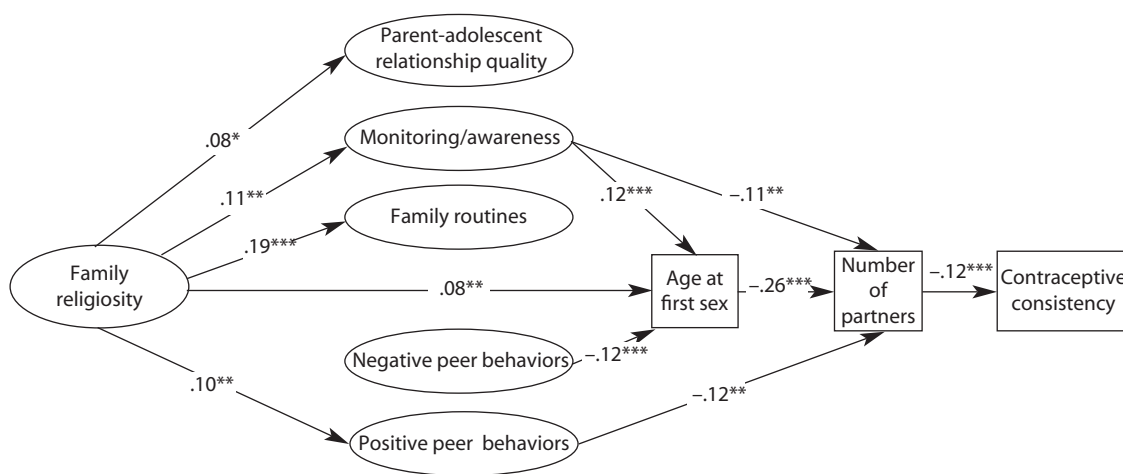 Parent-adolescent
relationship quality
.08*
Monitoring/awareness
.11**
.12***
–.11**
Family routines
.19***
Family
religiosity
.08**
Age at
first sex
–.26***
Number
of
partners
–.12***
Contraceptive
consistency
Negative peer behaviors
–.12***
.10**
–.12**
Positive peer behaviors